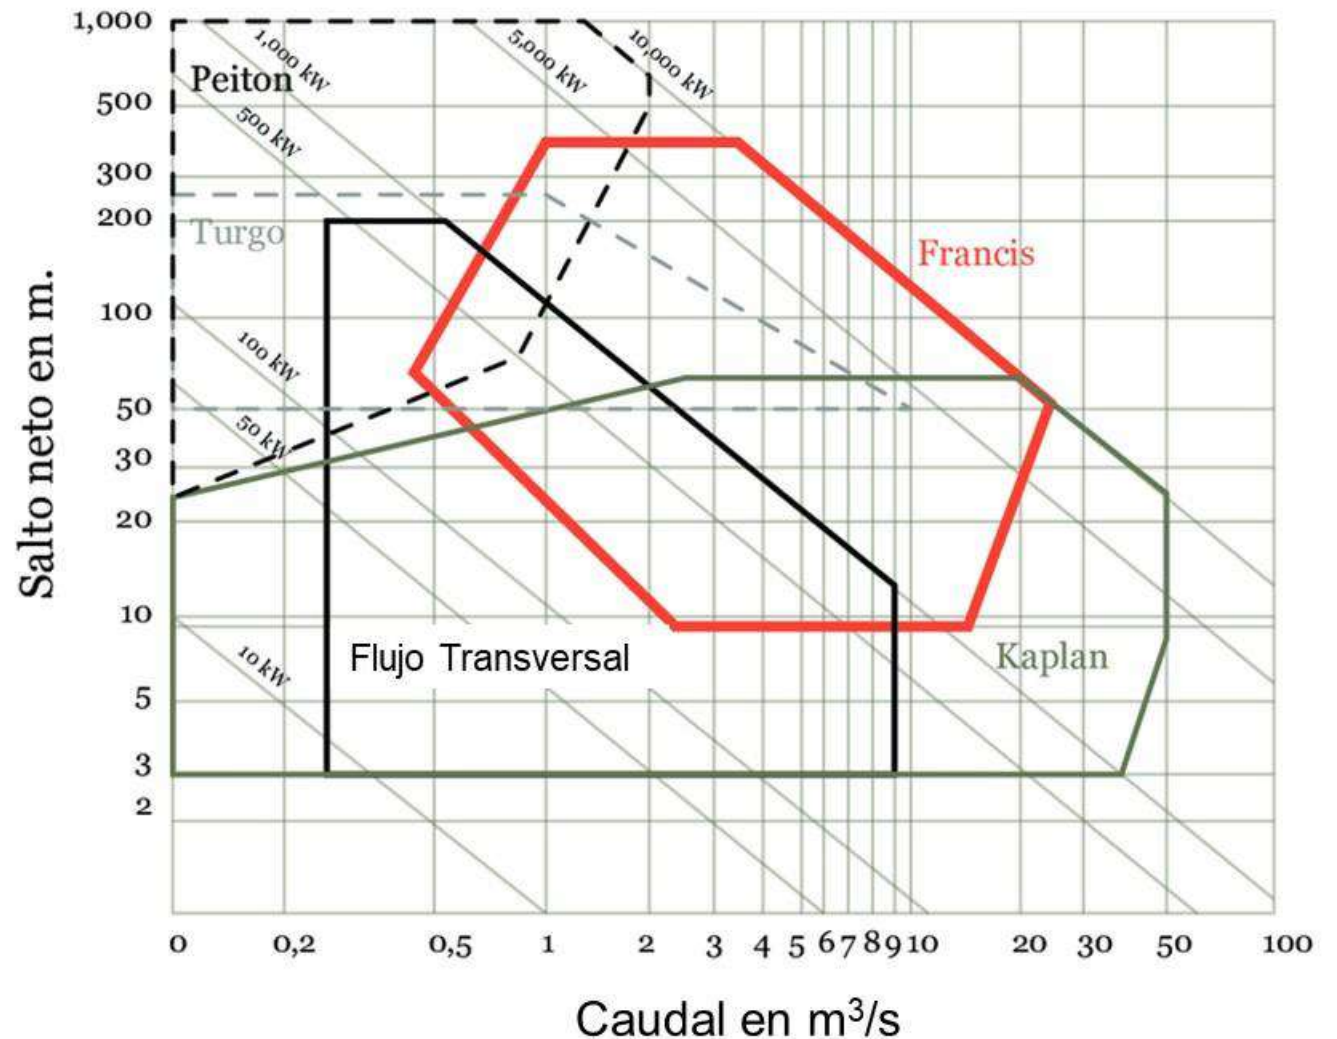 1,000
500
300
200
100
50
30
20
10
5
3
2
Salto neto en m.
1,000 kW
5,000 kW
10,000 kW
Peiton
500 kW
Turgo
Francis
100 kW
50 kW
Flujo Transversal
Kaplan
10 kW
0 0,2 0,5 1 2 3 4 5 6 7 8 9 10 20 30 50 100
Caudal en m³/s